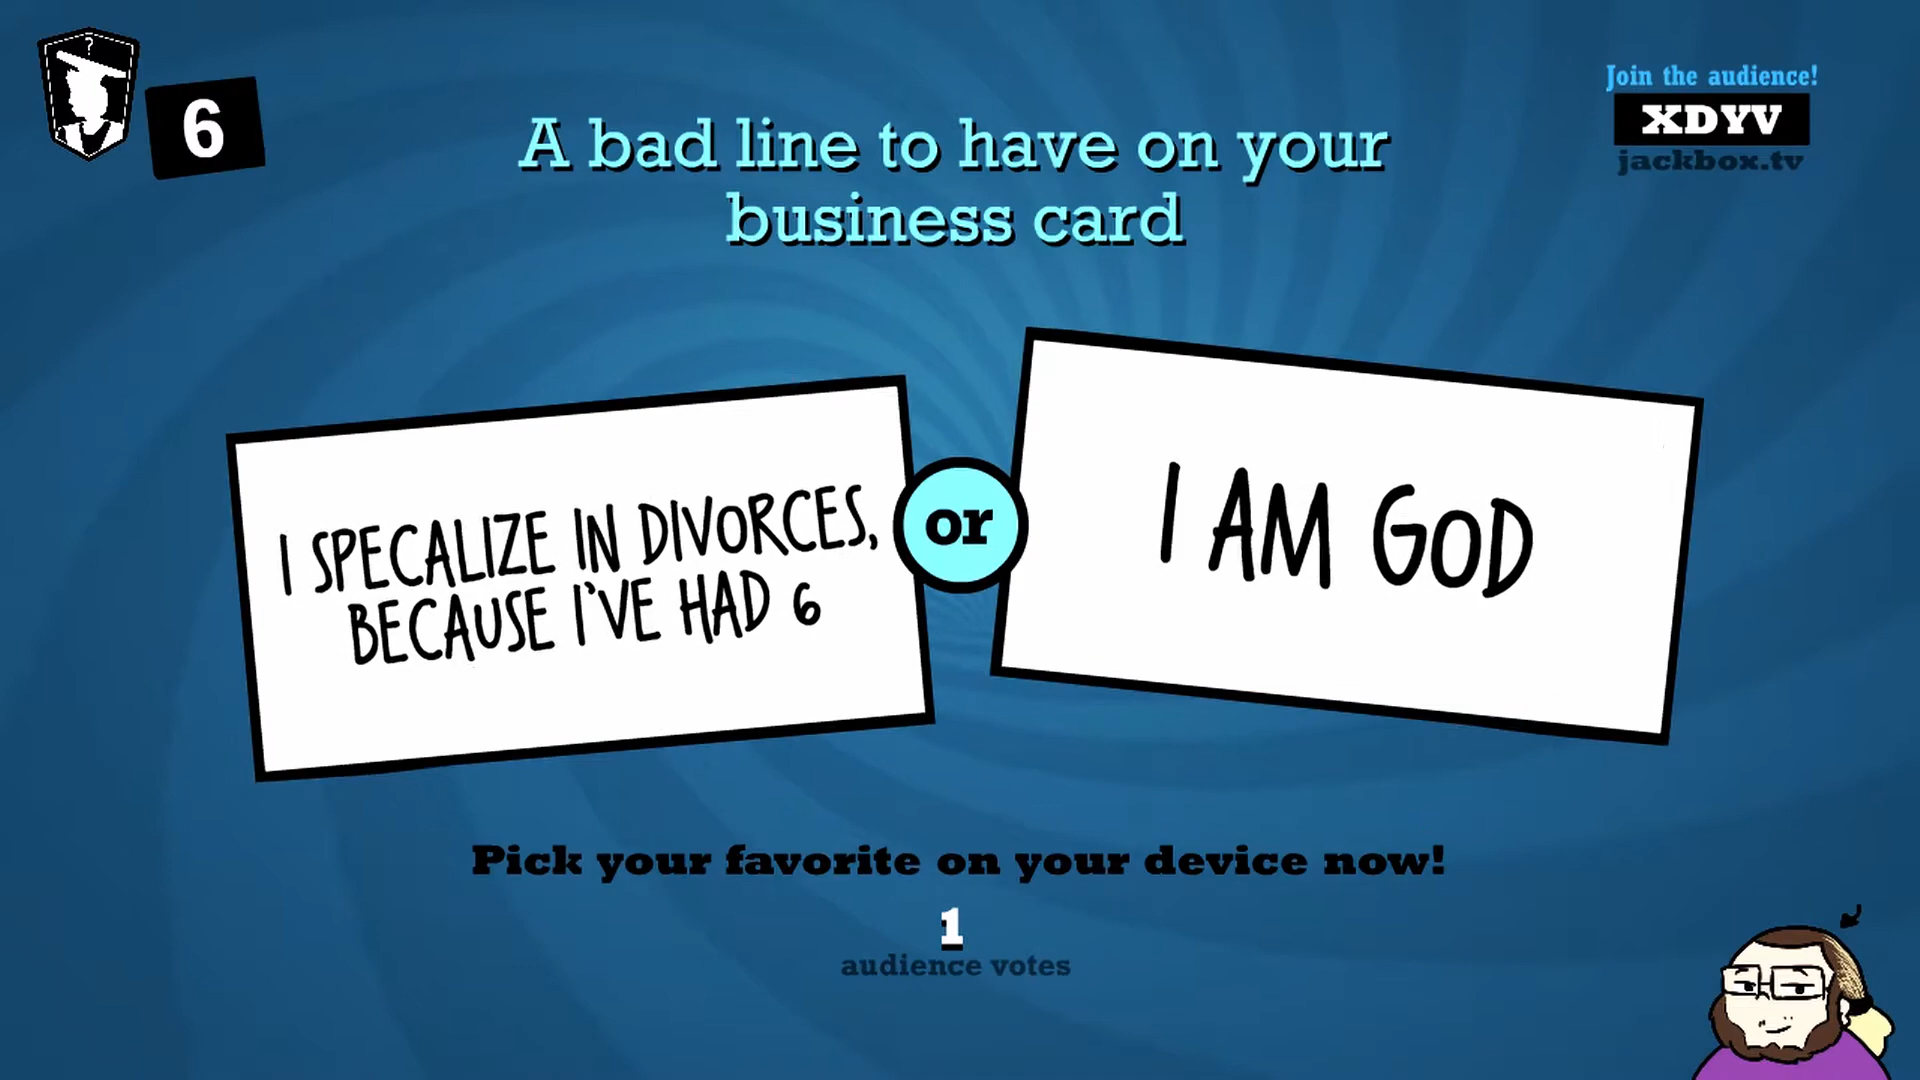 ?
6
Join the audience!
XDYV
jackbox.tv
A bad line to have on your
business card
I SPECALIZE IN DIVORCES,
BECAUSE I'VE HAD 6
or
I AM GOD
Pick your favorite on your device now!
1
audience votes